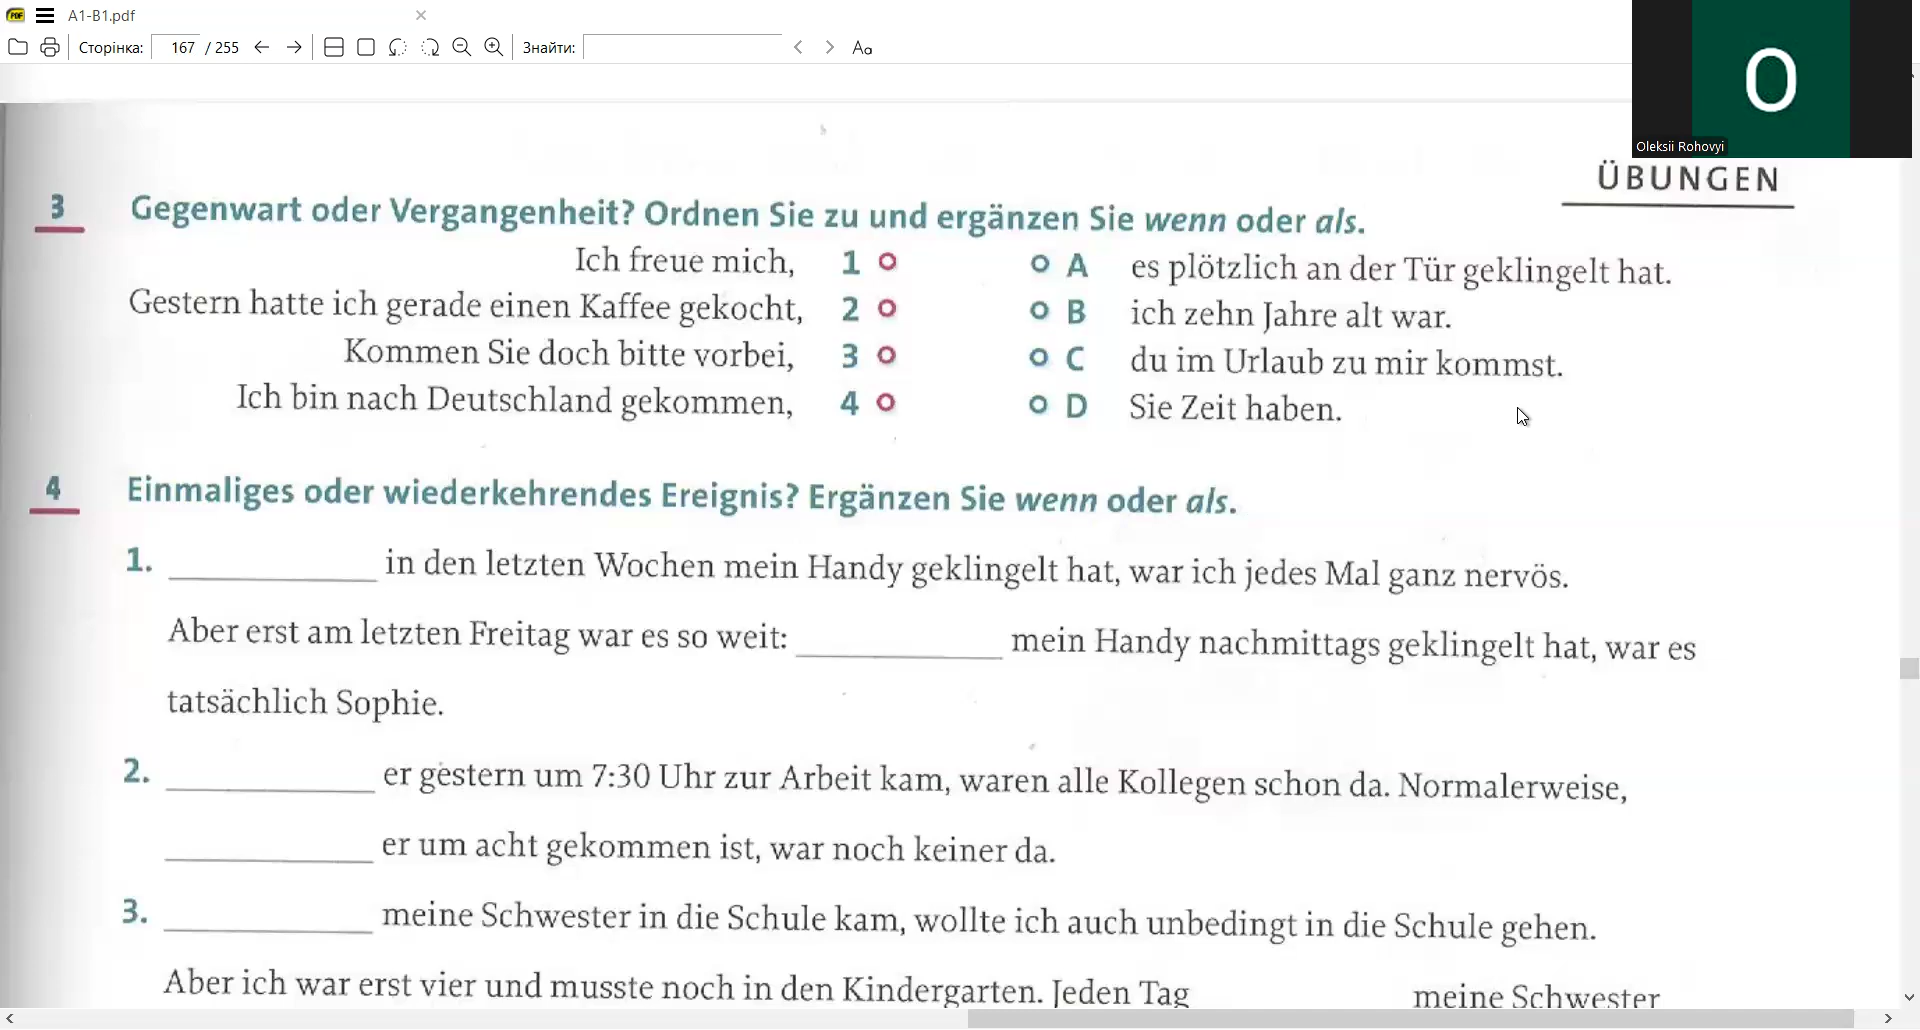 A1-B1.pdf
Сторінка: 167 / 255 Знайти: Aa
O
Oleksii Rohovyi
ÜBUNGEN
3 Gegenwart oder Vergangenheit? Ordnen Sie zu und ergänzen Sie wenn oder als.
Ich freue mich, 1 A es plötzlich an der Tür geklingelt hat.
Gestern hatte ich gerade einen Kaffee gekocht, 2 B ich zehn Jahre alt war.
Kommen Sie doch bitte vorbei, 3 C du im Urlaub zu mir kommst.
Ich bin nach Deutschland gekommen, 4 D Sie Zeit haben.
4 Einmaliges oder wiederkehrendes Ereignis? Ergänzen Sie wenn oder als.
1. __________ in den letzten Wochen mein Handy geklingelt hat, war ich jedes Mal ganz nervös.
Aber erst am letzten Freitag war es so weit: __________ mein Handy nachmittags geklingelt hat, war es
tatsächlich Sophie.
2. __________ er gestern um 7:30 Uhr zur Arbeit kam, waren alle Kollegen schon da. Normalerweise,
__________ er um acht gekommen ist, war noch keiner da.
3. __________ meine Schwester in die Schule kam, wollte ich auch unbedingt in die Schule gehen.
Aber ich war erst vier und musste noch in den Kindergarten. Jeden Tag meine Schwester